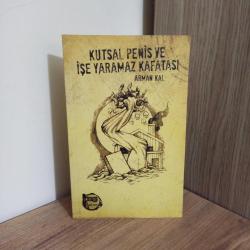 KUTSAL PENİS VE
İŞE YARAMAZ KAFATASI
ARMAN KAL